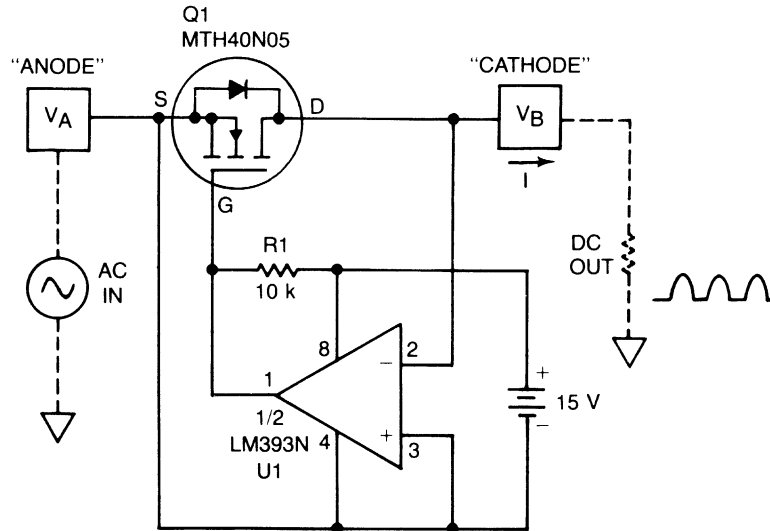 Q1
MTH40N05
"ANODE"
"CATHODE"
VA
S
D
VB
I
G
R1
10 k
AC
IN
DC
OUT
8
2
1
−
+
1/2
LM393N
U1
4
+
3
15 V
−